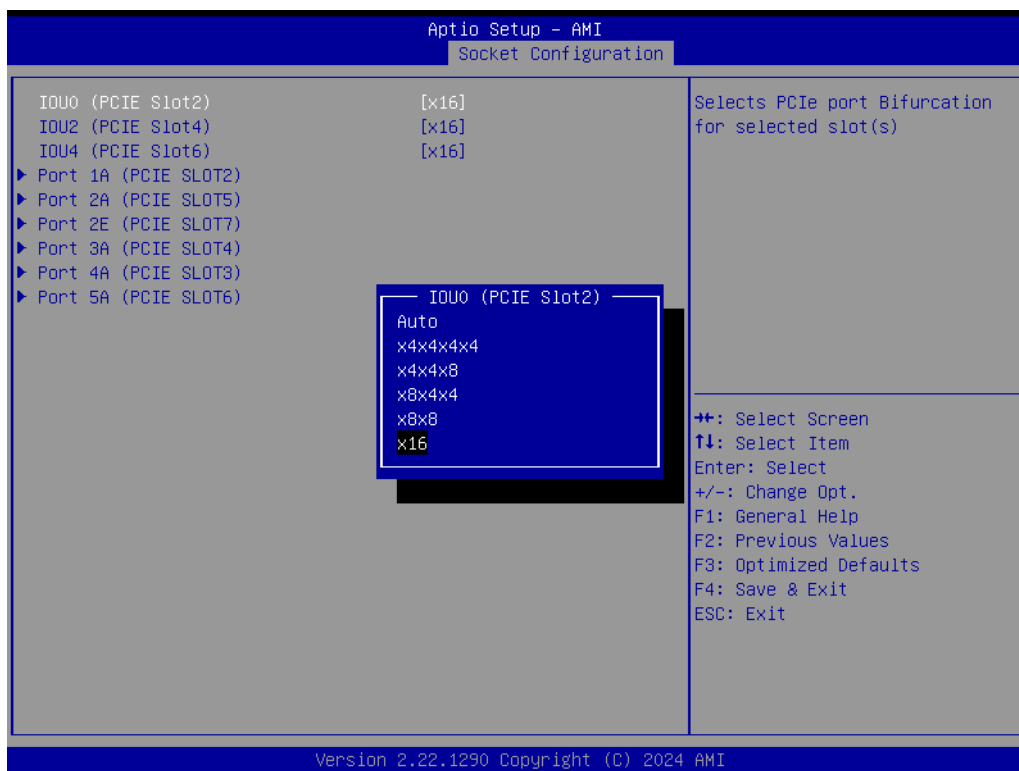 Aptio Setup – AMI
Socket Configuration
IOU0 (PCIE Slot2) [x16]
IOU2 (PCIE Slot4) [x16]
IOU4 (PCIE Slot6) [x16]
Port 1A (PCIE SLOT2)
Port 2A (PCIE SLOT5)
Port 2E (PCIE SLOT7)
Port 3A (PCIE SLOT4)
Port 4A (PCIE SLOT3)
Port 5A (PCIE SLOT6)
IOU0 (PCIE Slot2)
Auto
x4x4x4x4
x4x4x8
x8x4x4
x8x8
x16
Selects PCIe port Bifurcation
for selected slot(s)
→←: Select Screen
↑↓: Select Item
Enter: Select
+/-: Change Opt.
F1: General Help
F2: Previous Values
F3: Optimized Defaults
F4: Save & Exit
ESC: Exit
Version 2.22.1290 Copyright (C) 2024 AMI